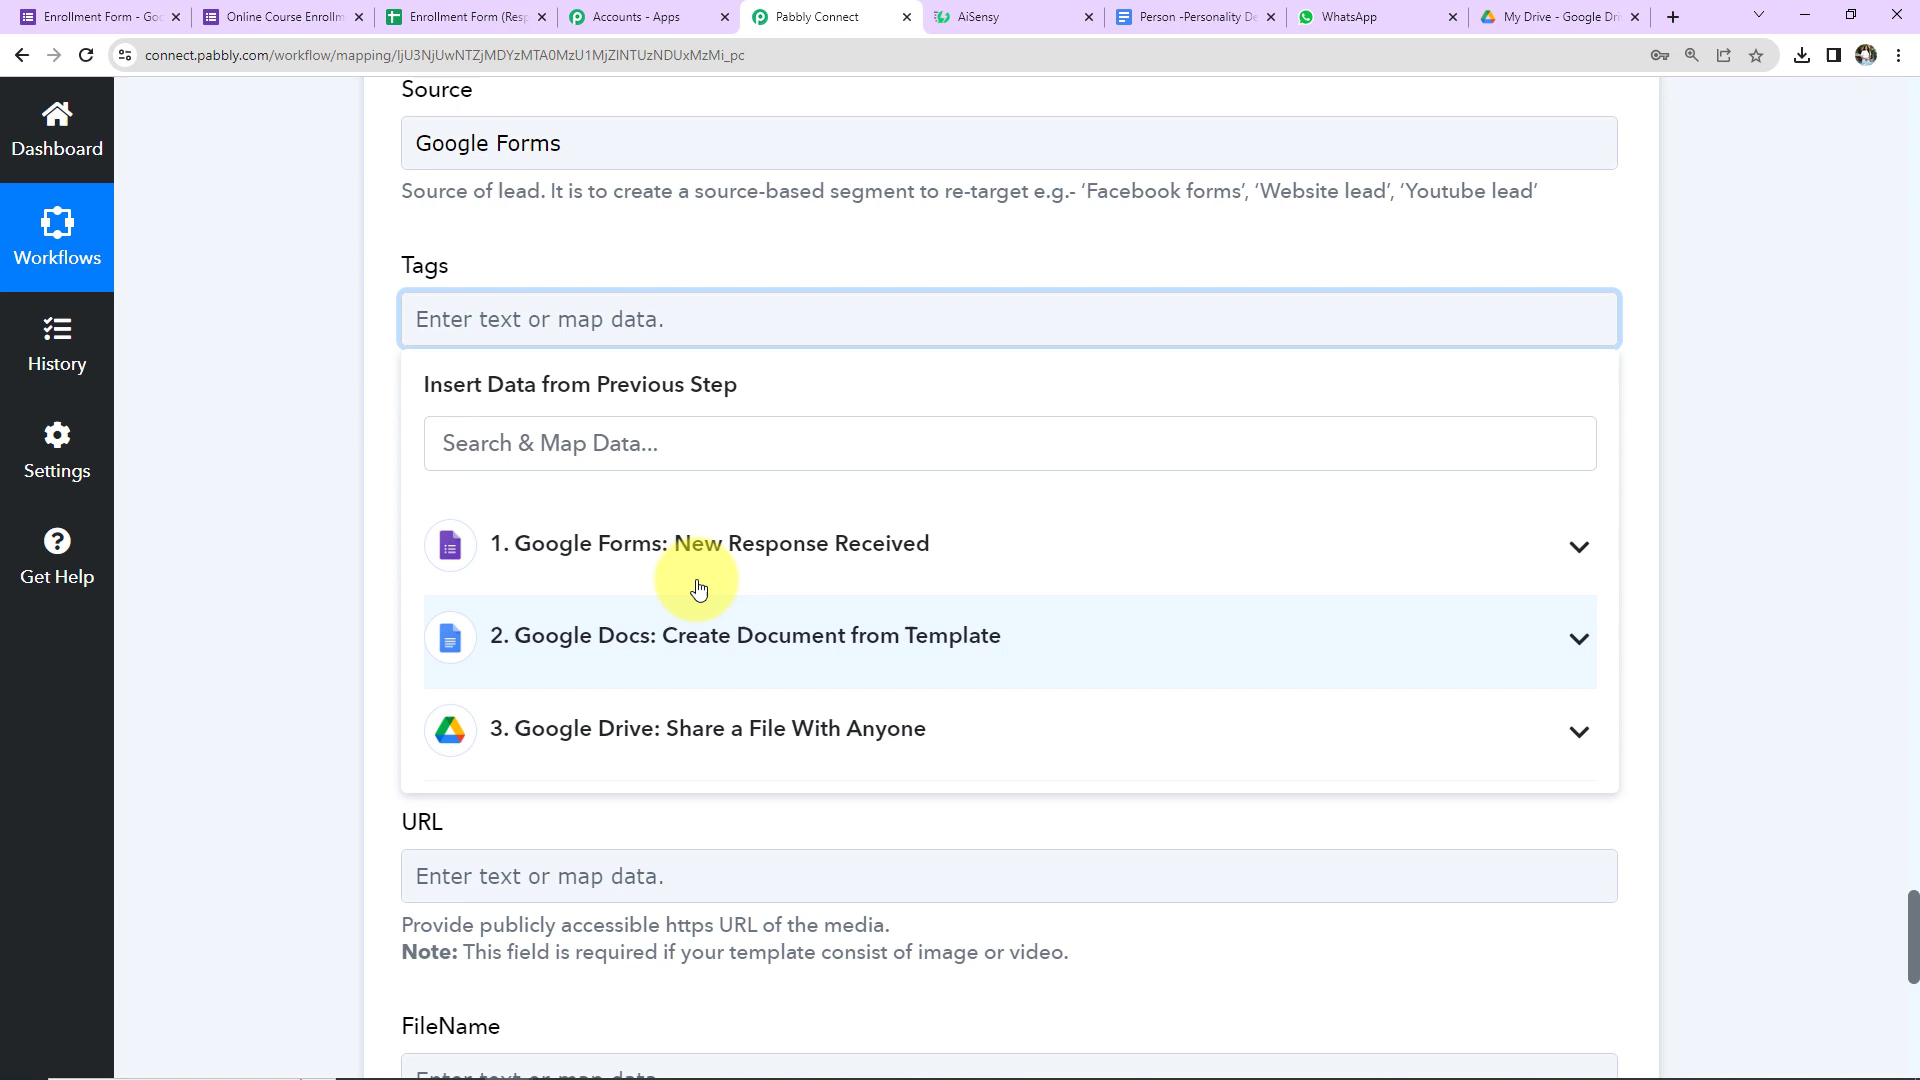 Enrollment Form - Goo
Online Course Enrollm
Enrollment Form (Resp
Accounts - Apps
Pabbly Connect
AiSensy
Person -Personality De
WhatsApp
My Drive - Google Dri
connect.pabbly.com/workflow/mapping/IjU3NjUwNTZjMDYzMTA0MzU1MjZlNTUzNDUxMzMi_pc
Dashboard
Workflows
History
Settings
Get Help
Source
Google Forms
Source of lead. It is to create a source-based segment to re-target e.g.- ‘Facebook forms’, ‘Website lead’, ‘Youtube lead’
Tags
Enter text or map data.
Insert Data from Previous Step
Search & Map Data...
1. Google Forms: New Response Received
2. Google Docs: Create Document from Template
3. Google Drive: Share a File With Anyone
URL
Enter text or map data.
Provide publicly accessible https URL of the media.
Note: This field is required if your template consist of image or video.
FileName
Enter text or map data.